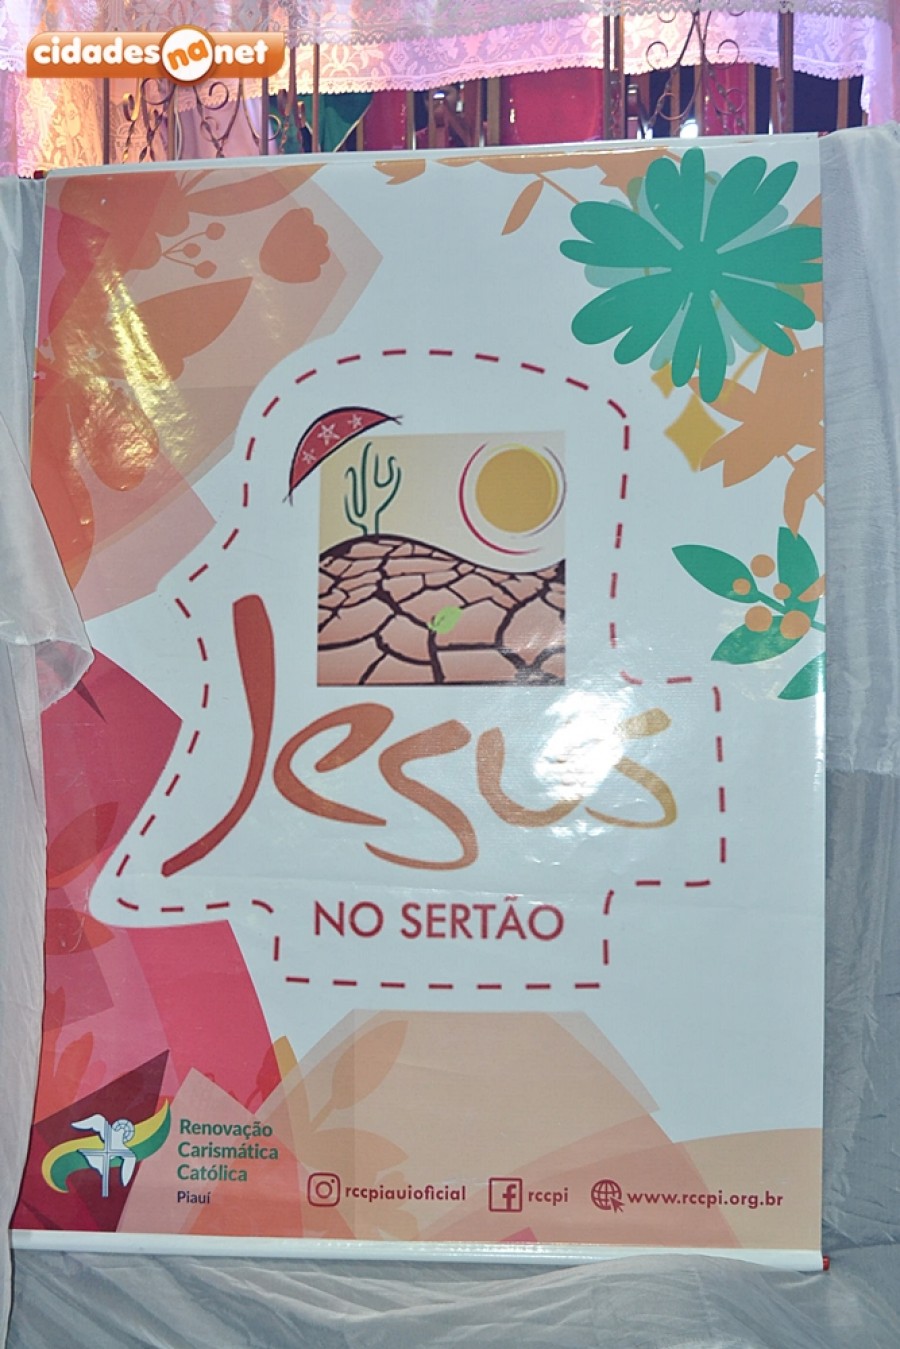 cidadesnanet
Jesus
NO SERTÃO
Renovação
Carismática
Católica
Piauí
rccpiauioficial
rccpi
www.rccpi.org.br